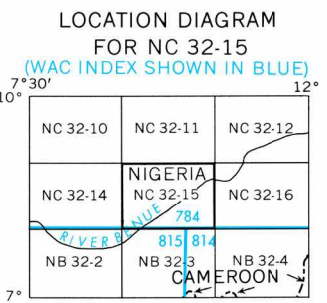 LOCATION DIAGRAM
FOR NC 32-15
(WAC INDEX SHOWN IN BLUE)
7°30' 12°
10°
NC 32-10 NC 32-11 NC 32-12
NIGERIA
NC 32-14 NC 32-15 NC 32-16
784
RIVER BENUE
815 814
NB 32-2 NB 32-3 NB 32-4
CAMEROON
7°